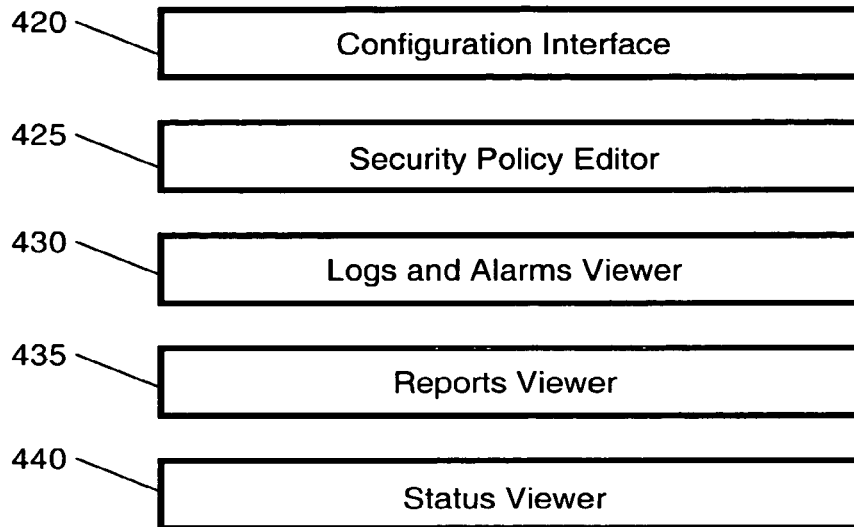 420 Configuration Interface
425 Security Policy Editor
430 Logs and Alarms Viewer
435 Reports Viewer
440 Status Viewer